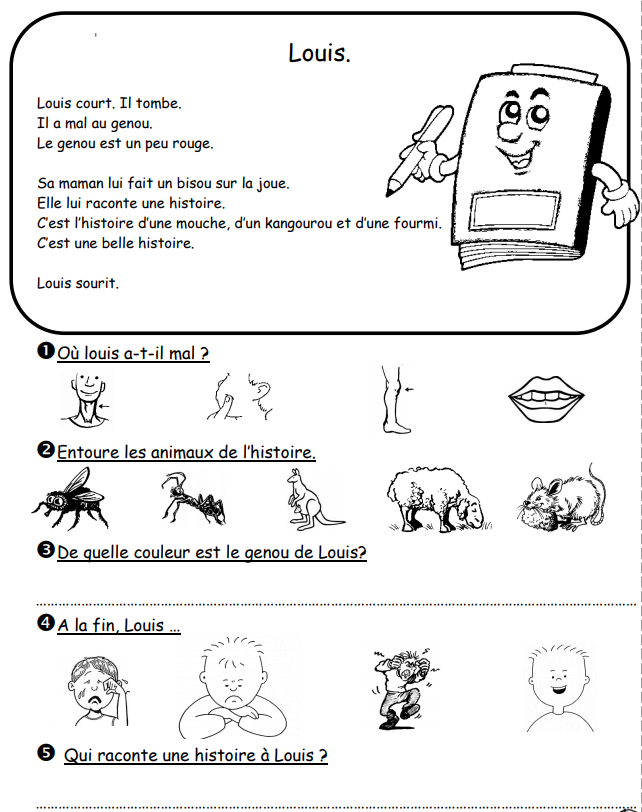 Louis.
Louis court. Il tombe.
Il a mal au genou.
Le genou est un peu rouge.
Sa maman lui fait un bisou sur la joue.
Elle lui raconte une histoire.
C’est l’histoire d’une mouche, d’un kangourou et d’une fourmi.
C’est une belle histoire.
Louis sourit.
❶ Où louis a-t-il mal ?
❷ Entoure les animaux de l’histoire.
❸ De quelle couleur est le genou de Louis?
❹ A la fin, Louis …
❺ Qui raconte une histoire à Louis ?